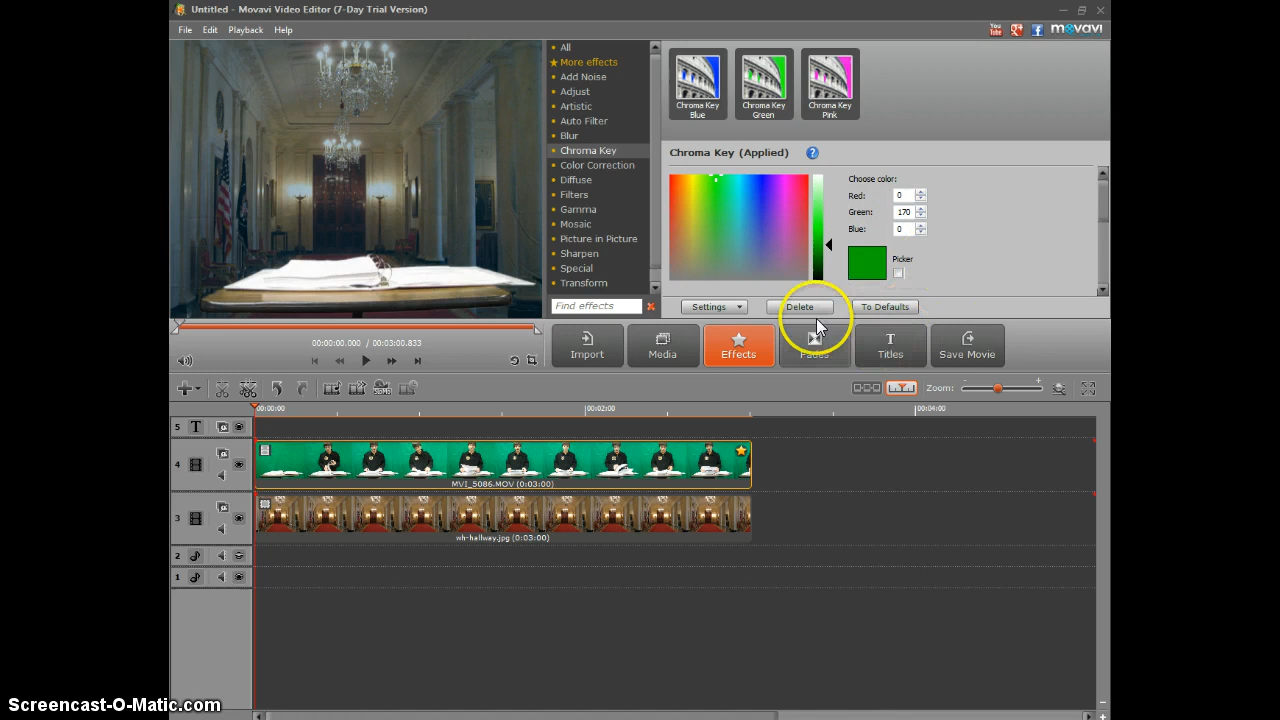 Untitled - Movavi Video Editor (7-Day Trial Version)
File Edit Playback Help
You Tube
movavi
All
More effects
Add Noise
Adjust
Artistic
Auto Filter
Blur
Chroma Key
Color Correction
Diffuse
Filters
Gamma
Mosaic
Picture in Picture
Sharpen
Special
Transform
Find effects
Chroma Key Blue
Chroma Key Green
Chroma Key Pink
Chroma Key (Applied)
Choose color:
Red: 0
Green: 170
Blue: 0
Picker
Settings Delete To Defaults
00:00:00.000 / 00:03:00.833
Import Media Effects Fades Titles Save Movie
Zoom:
00:00:00 00:02:00 00:04:00
5 T
4
MVI_5086.MOV (0:03:00)
3
wh-hallway.jpg (0:03:00)
2
1
Screencast-O-Matic.com